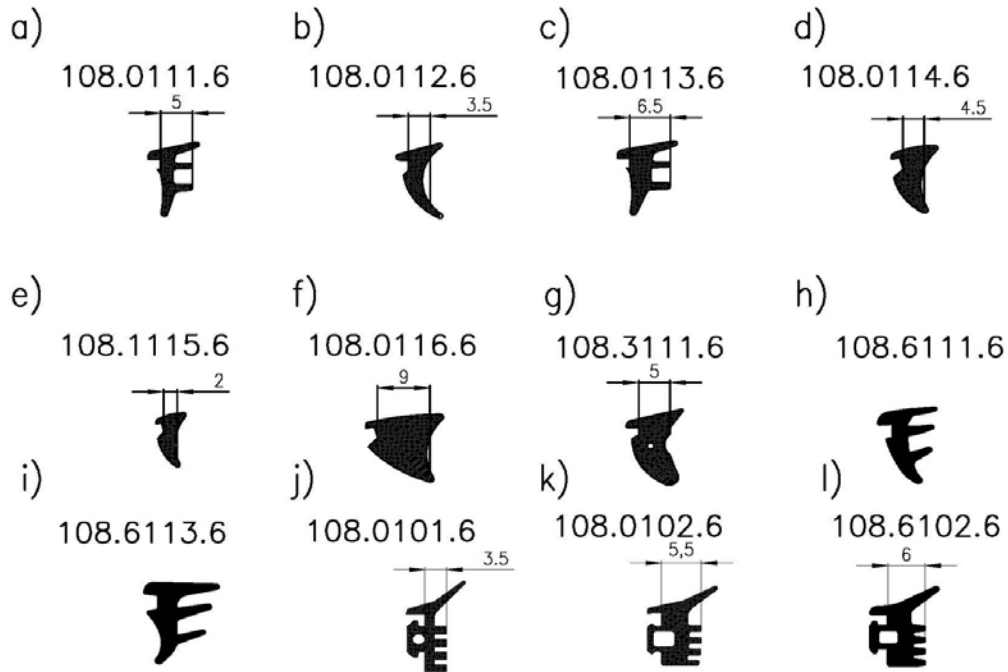 a) b) c) d)
108.0111.6 108.0112.6 108.0113.6 108.0114.6
5 3.5 6.5 4.5
e) f) g) h)
108.1115.6 108.0116.6 108.3111.6 108.6111.6
2 9 5
i) j) k) l)
108.6113.6 108.0101.6 108.0102.6 108.6102.6
3.5 5,5 6